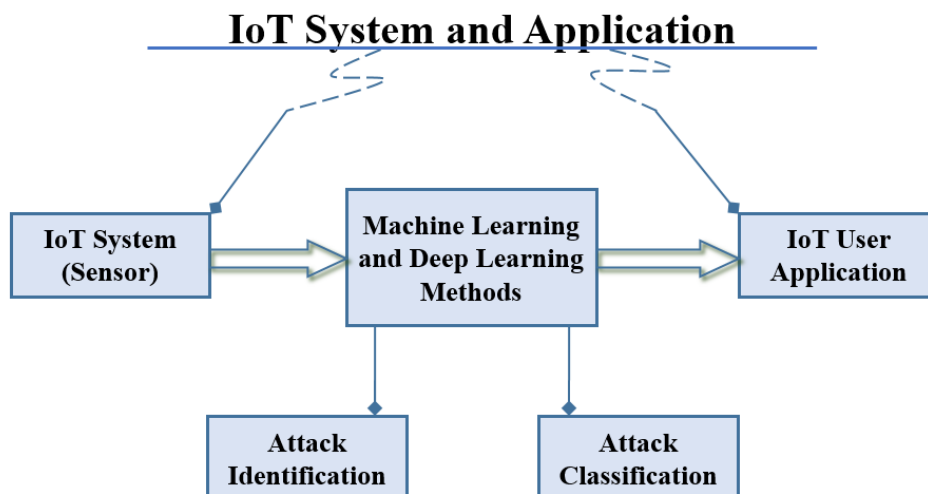 IoT System and Application
IoT System
(Sensor)
Machine Learning
and Deep Learning
Methods
IoT User
Application
Attack
Identification
Attack
Classification